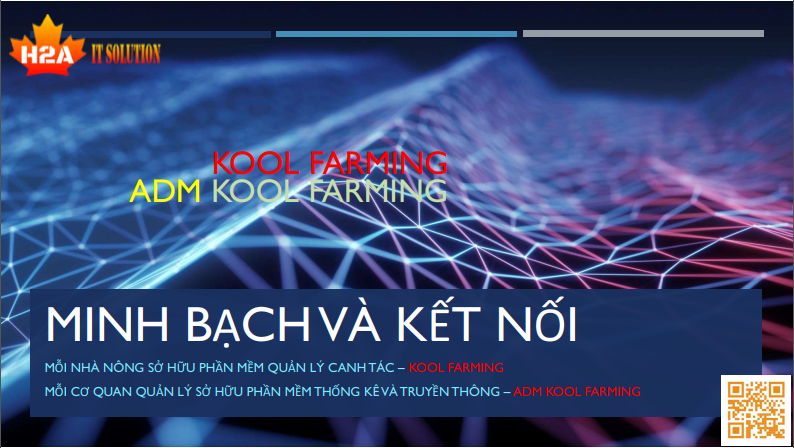 H2A IT SOLUTION
KOOL FARMING
ADM KOOL FARMING
MINH BẠCH VÀ KẾT NỐI
MỖI NHÀ NÔNG SỞ HỮU PHẦN MỀM QUẢN LÝ CANH TÁC – KOOL FARMING
MỖI CƠ QUAN QUẢN LÝ SỞ HỮU PHẦN MỀM THỐNG KÊ VÀ TRUYỀN THÔNG – ADM KOOL FARMING